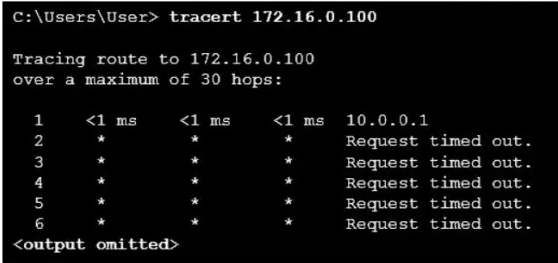 C:\Users\User> tracert 172.16.0.100
Tracing route to 172.16.0.100
over a maximum of 30 hops:
1 <1 ms <1 ms <1 ms 10.0.0.1
2 * * * Request timed out.
3 * * * Request timed out.
4 * * * Request timed out.
5 * * * Request timed out.
6 * * * Request timed out.
<output omitted>